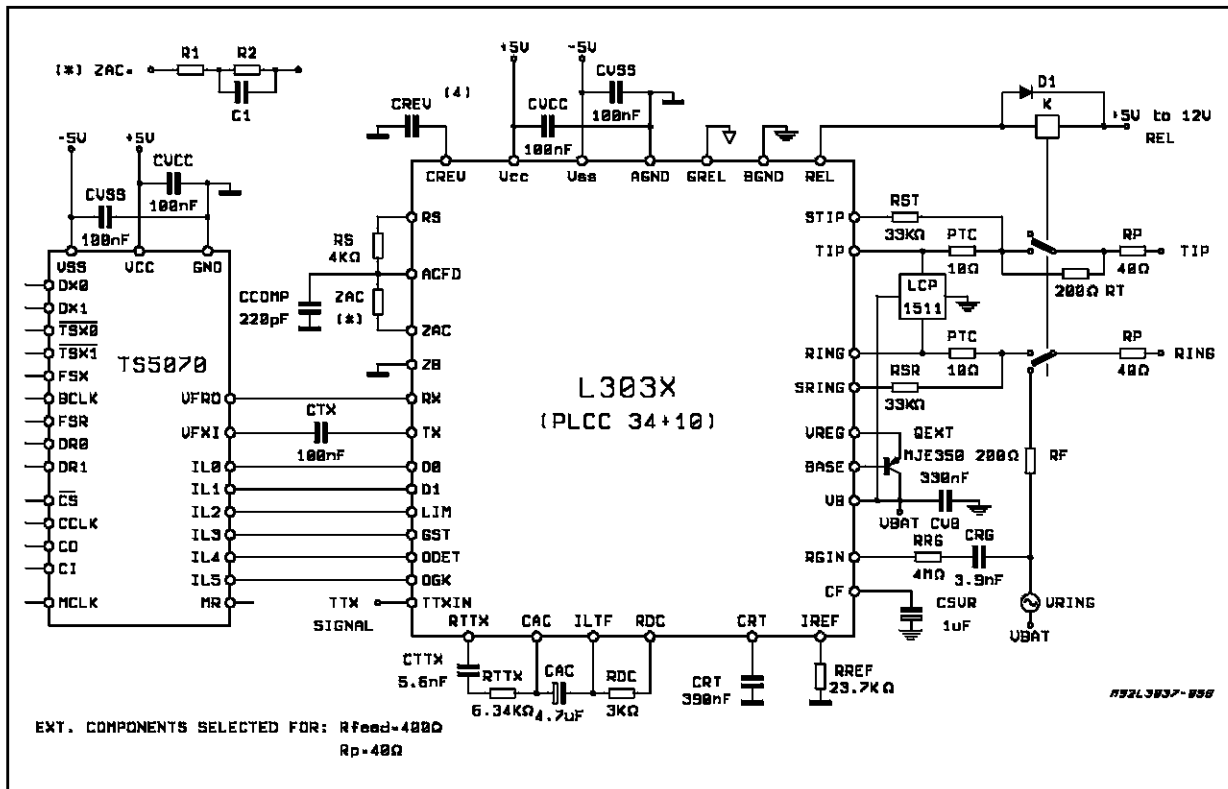 +5V
-5V
R1
R2
(*) ZAC=
C1
CREV
(4)
CVSS
100nF
CVCC
100nF
D1
K
+5V to 12V
REL
-5V
+5V
CVCC
100nF
CVSS
100nF
CREV
Vcc
Vss
AGND
GREL
BGND
REL
VSS
VCC
GND
RS
RS
4KΩ
ACFD
CCOMP
220pF
ZAC
(*)
ZAC
ZB
STIP
RST
33KΩ
TIP
PTC
10Ω
RP
40Ω
TIP
200Ω RT
LCP
1511
RING
PTC
10Ω
RP
40Ω
RING
SRING
RSR
33KΩ
DX0
DX1
TSX0
TSX1
FSX
BCLK
FSR
DR0
DR1
CS
CCLK
CO
CI
MCLK
TS5070
VFRO
VFXI
IL0
IL1
IL2
IL3
IL4
IL5
MR
CTX
100nF
L303X
(PLCC 34+10)
RX
TX
D0
D1
LIM
GST
ODET
OGK
TTXIN
TTX
SIGNAL
VREG
QEXT
MJE350
200Ω
RF
BASE
330nF
VB
VBAT
CVB
RGIN
RRG
4MΩ
CRG
3.9nF
CF
CSVR
1uF
VRING
VBAT
RTTX
CAC
ILTF
RDC
CRT
IREF
CTTX
5.6nF
RTTX
6.34KΩ
CAC
4.7uF
RDC
3KΩ
CRT
390nF
RREF
23.7KΩ
EXT. COMPONENTS SELECTED FOR: Rfeed=400Ω
Rp=40Ω